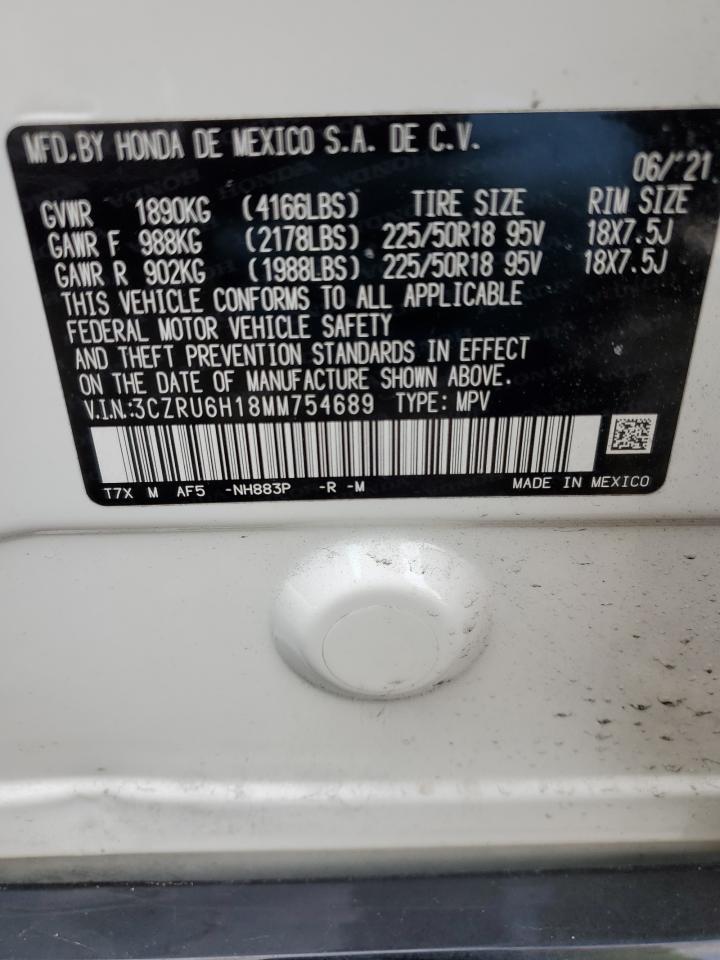 MFD.BY HONDA DE MEXICO S.A. DE C.V.
06/'21
GVWR 1890KG (4166LBS) TIRE SIZE RIM SIZE
GAWR F 988KG (2178LBS) 225/50R18 95V 18X7.5J
GAWR R 902KG (1988LBS) 225/50R18 95V 18X7.5J
THIS VEHICLE CONFORMS TO ALL APPLICABLE
FEDERAL MOTOR VEHICLE SAFETY
AND THEFT PREVENTION STANDARDS IN EFFECT
ON THE DATE OF MANUFACTURE SHOWN ABOVE.
V.I.N.:3CZRU6H18MM754689 TYPE: MPV
T7X M AF5 -NH883P -R -M MADE IN MEXICO